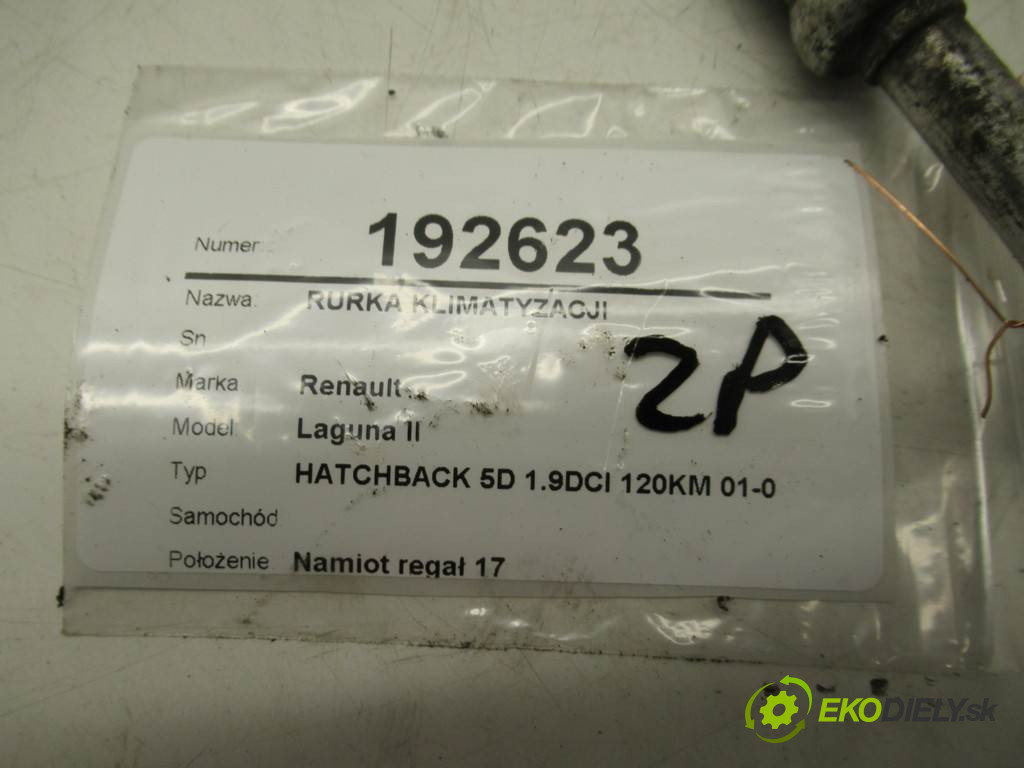 Numer 192623
Nazwa RURKA KLIMATYZACJI
Sn
Marka Renault
ZP
Model Laguna II
Typ HATCHBACK 5D 1.9DCI 120KM 01-0
Samochód
Położenie Namiot regał 17
EKODIELY.sk